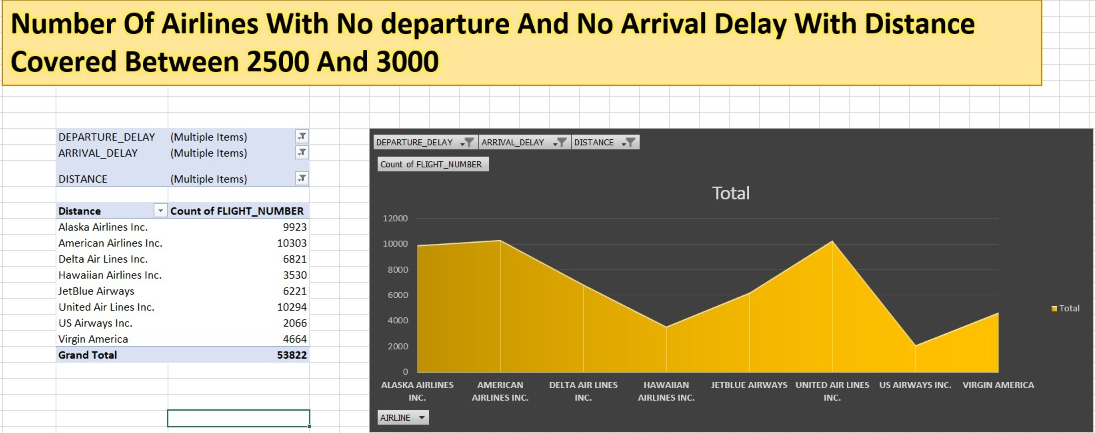 Number Of Airlines With No departure And No Arrival Delay With Distance
Covered Between 2500 And 3000
DEPARTURE_DELAY (Multiple Items)
ARRIVAL_DELAY (Multiple Items)
DISTANCE (Multiple Items)
Distance Count of FLIGHT_NUMBER
Alaska Airlines Inc. 9923
American Airlines Inc. 10303
Delta Air Lines Inc. 6821
Hawaiian Airlines Inc. 3530
JetBlue Airways 6221
United Air Lines Inc. 10294
US Airways Inc. 2066
Virgin America 4664
Grand Total 53822
DEPARTURE_DELAY ARRIVAL_DELAY DISTANCE
Count of FLIGHT_NUMBER
Total
12000
10000
8000
6000
4000
2000
0
Total
ALASKA AIRLINES AMERICAN DELTA AIR LINES HAWAIIAN JETBLUE AIRWAYS UNITED AIR LINES US AIRWAYS INC. VIRGIN AMERICA
INC. AIRLINES INC. INC. AIRLINES INC. INC.
AIRLINE